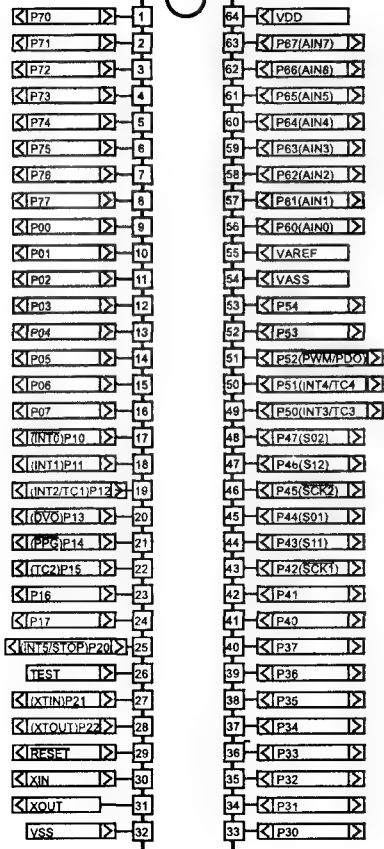 P70 1 64 VDD
P71 2 63 P67(AIN7)
P72 3 62 P66(AIN6)
P73 4 61 P65(AIN5)
P74 5 60 P64(AIN4)
P75 6 59 P63(AIN3)
P76 7 58 P62(AIN2)
P77 8 57 P61(AIN1)
P00 9 56 P60(AIN0)
P01 10 55 VAREF
P02 11 54 VASS
P03 12 53 P54
P04 13 52 P53
P05 14 51 P52(PWM/PDO)
P06 15 50 P51(INT4/TC4
P07 16 49 P50(INT3/TC3
(INT0)P10 17 48 P47(S02)
(INT1)P11 18 47 P46(S12)
(INT2/TC1)P12 19 46 P45(SCK2)
(DVO)P13 20 45 P44(S01)
(PPG)P14 21 44 P43(S11)
(TC2)P15 22 43 P42(SCK1)
P16 23 42 P41
P17 24 41 P40
(INT5/STOP)P20 25 40 P37
TEST 26 39 P36
(XTIN)P21 27 38 P35
(XTOUT)P22 28 37 P34
RESET 29 36 P33
XIN 30 35 P32
XOUT 31 34 P31
VSS 32 33 P30